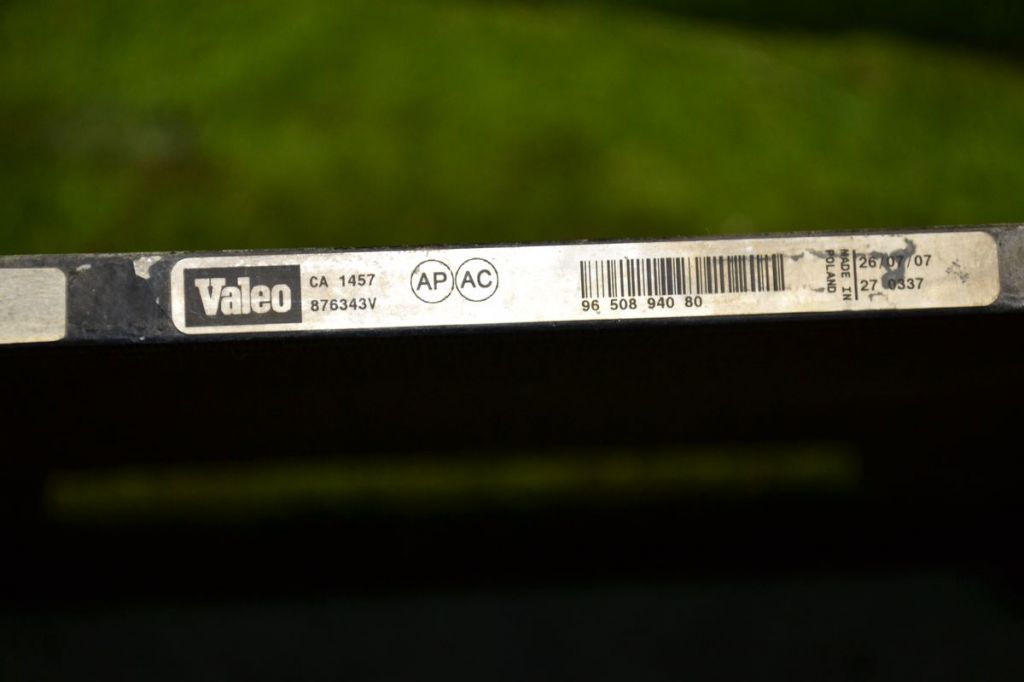 Valeo
CA 1457
876343V
AP AC
96 508 940 80
MADE IN
POLAND
26/07/07
27 0337